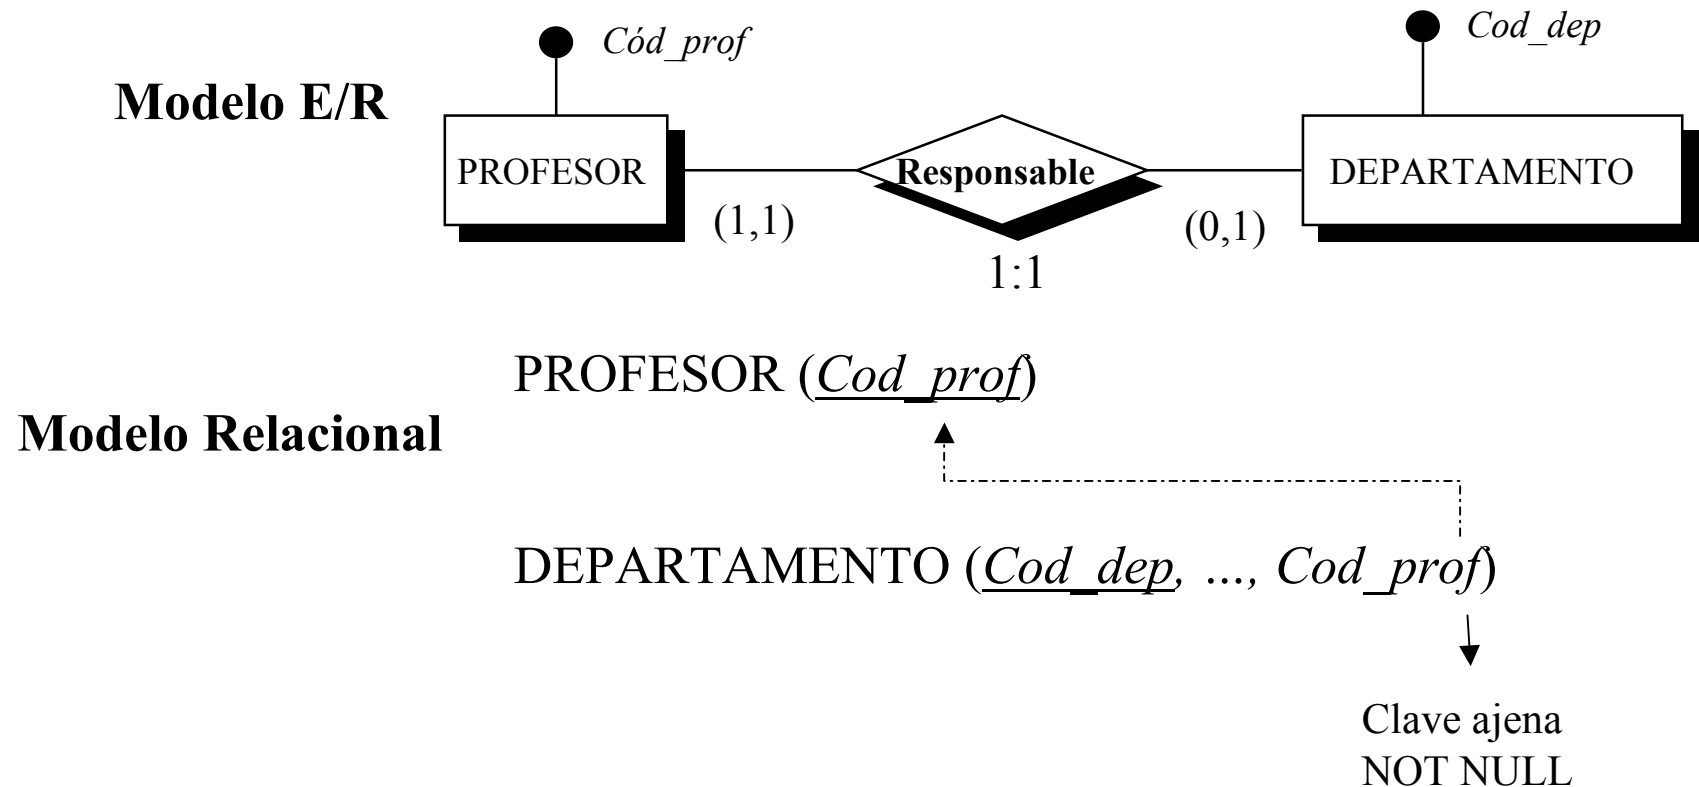 Cód_prof
Cod_dep
Modelo E/R
PROFESOR
Responsable
DEPARTAMENTO
(1,1)
(0,1)
1:1
PROFESOR (Cod_prof)
Modelo Relacional
DEPARTAMENTO (Cod_dep, ..., Cod_prof)
Clave ajena
NOT NULL